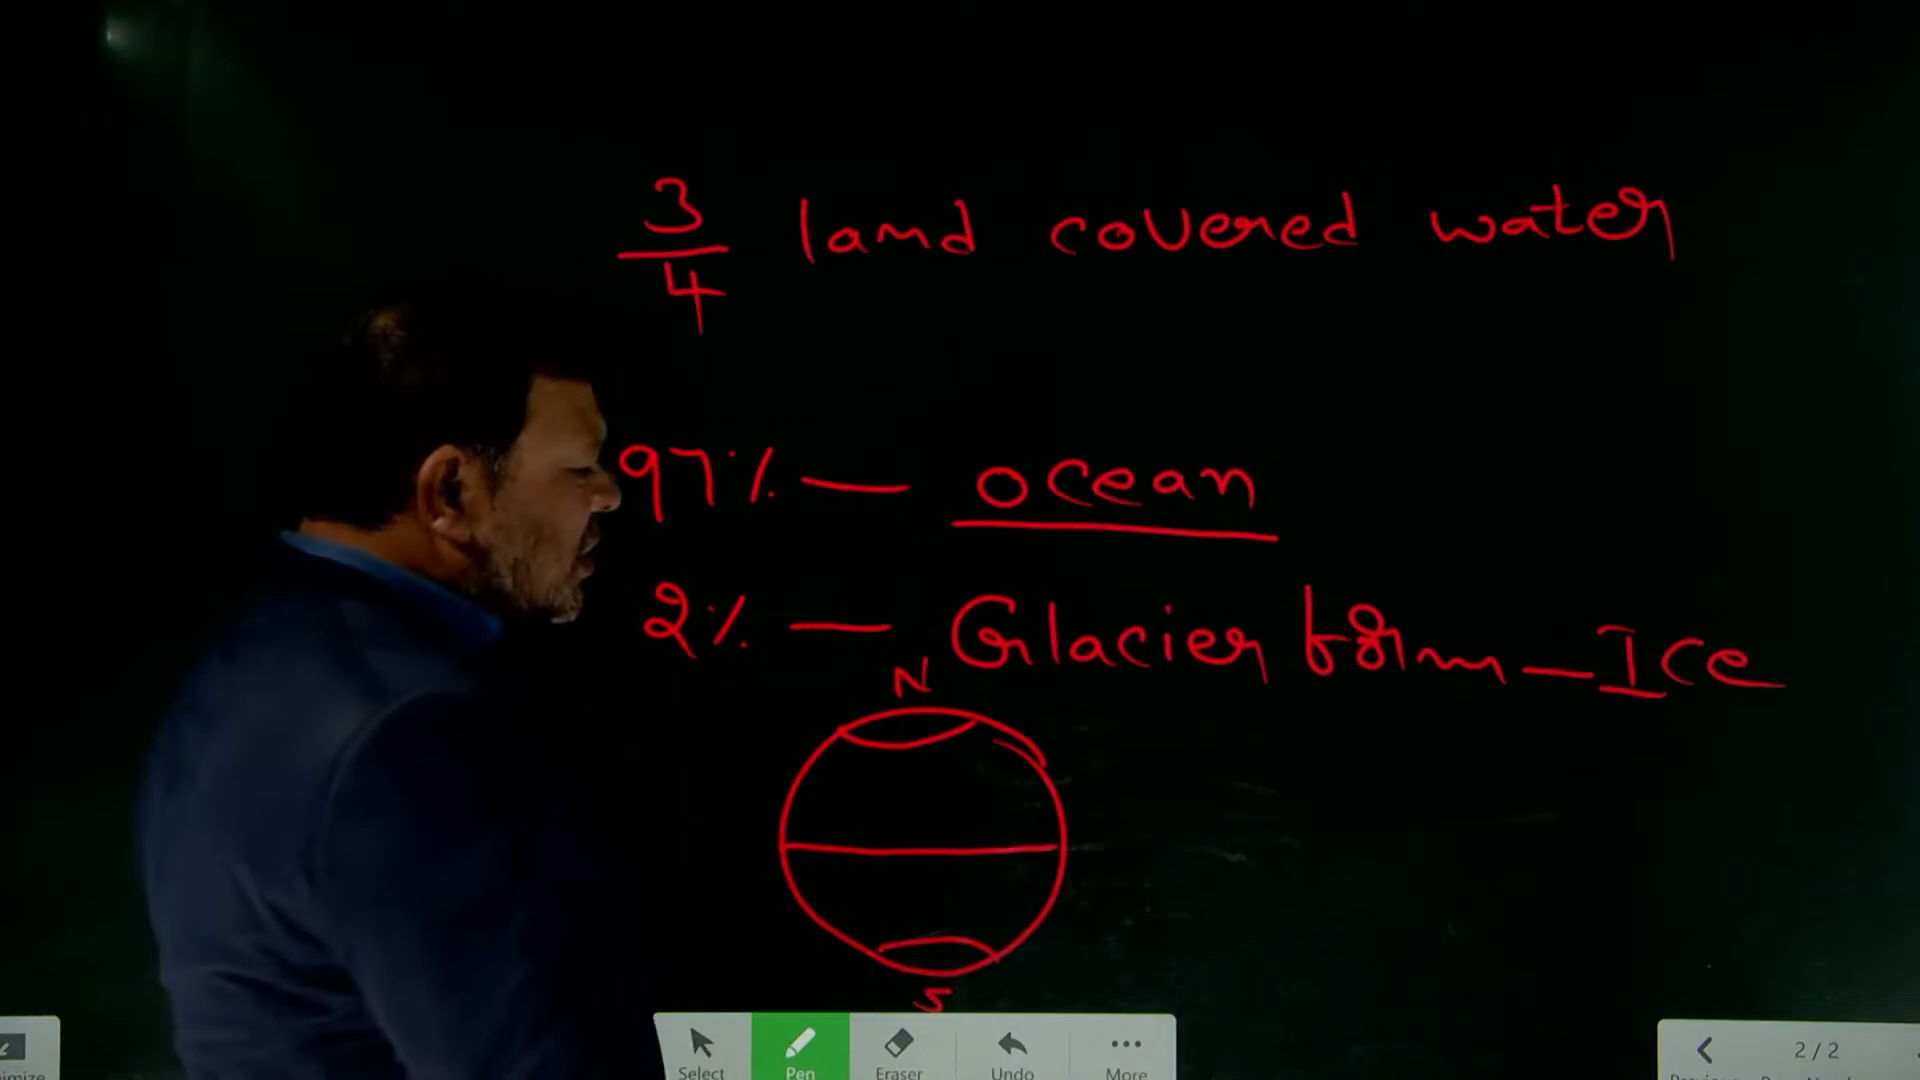 3/4 land covered water
97% — ocean
2% — Glacier form — Ice
N
S
Select Pen Eraser Undo More
2/2